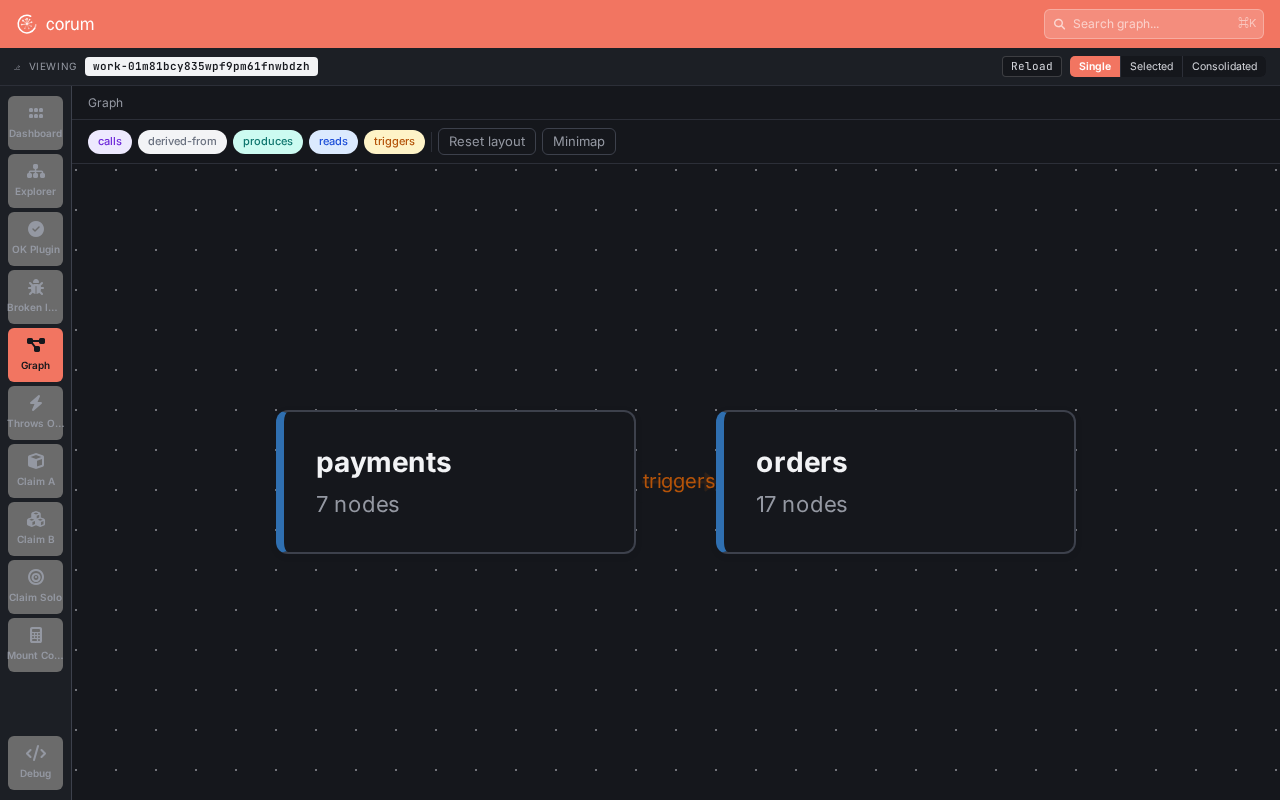 corum
Search graph...
⌘K
VIEWING
work-01m81bcy835wpf9pm61fnwbdzh
Reload
Single
Selected
Consolidated
Dashboard
Explorer
OK Plugin
Broken I...
Graph
Throws O...
Claim A
Claim B
Claim Solo
Mount Co...
Debug
Graph
calls
derived-from
produces
reads
triggers
Reset layout
Minimap
payments
7 nodes
triggers
orders
17 nodes